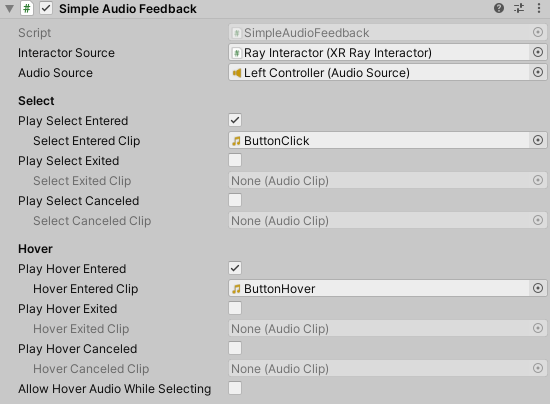 Simple Audio Feedback
Script SimpleAudioFeedback
Interactor Source Ray Interactor (XR Ray Interactor)
Audio Source Left Controller (Audio Source)
Select
Play Select Entered
Select Entered Clip ButtonClick
Play Select Exited
Select Exited Clip None (Audio Clip)
Play Select Canceled
Select Canceled Clip None (Audio Clip)
Hover
Play Hover Entered
Hover Entered Clip ButtonHover
Play Hover Exited
Hover Exited Clip None (Audio Clip)
Play Hover Canceled
Hover Canceled Clip None (Audio Clip)
Allow Hover Audio While Selecting